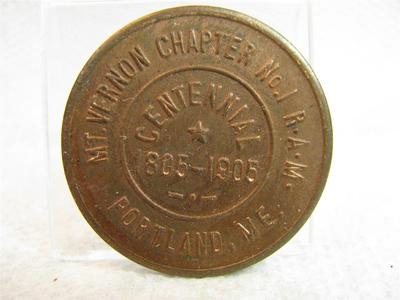 MT. VERNON CHAPTER No. 1 R.A.M.
PORTLAND, ME.
CENTENNIAL
1805-1905